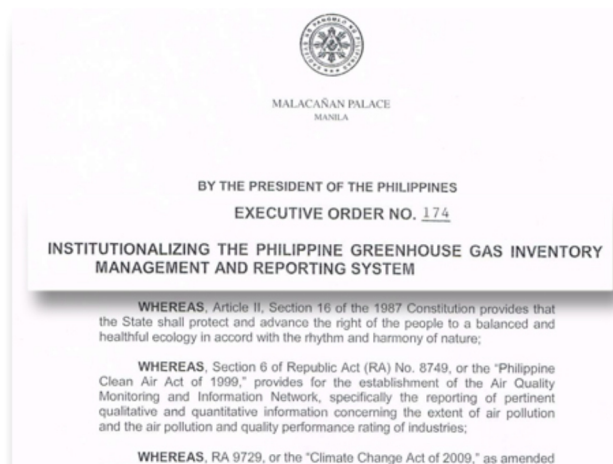 MALACAÑAN PALACE
MANILA
BY THE PRESIDENT OF THE PHILIPPINES
EXECUTIVE ORDER NO. 174
INSTITUTIONALIZING THE PHILIPPINE GREENHOUSE GAS INVENTORY
MANAGEMENT AND REPORTING SYSTEM
WHEREAS, Article II, Section 16 of the 1987 Constitution provides that
the State shall protect and advance the right of the people to a balanced and
healthful ecology in accord with the rhythm and harmony of nature;
WHEREAS, Section 6 of Republic Act (RA) No. 8749, or the “Philippine
Clean Air Act of 1999,” provides for the establishment of the Air Quality
Monitoring and Information Network, specifically the reporting of pertinent
qualitative and quantitative information concerning the extent of air pollution
and the air pollution and quality performance rating of industries;
WHEREAS, RA 9729, or the “Climate Change Act of 2009,” as amended